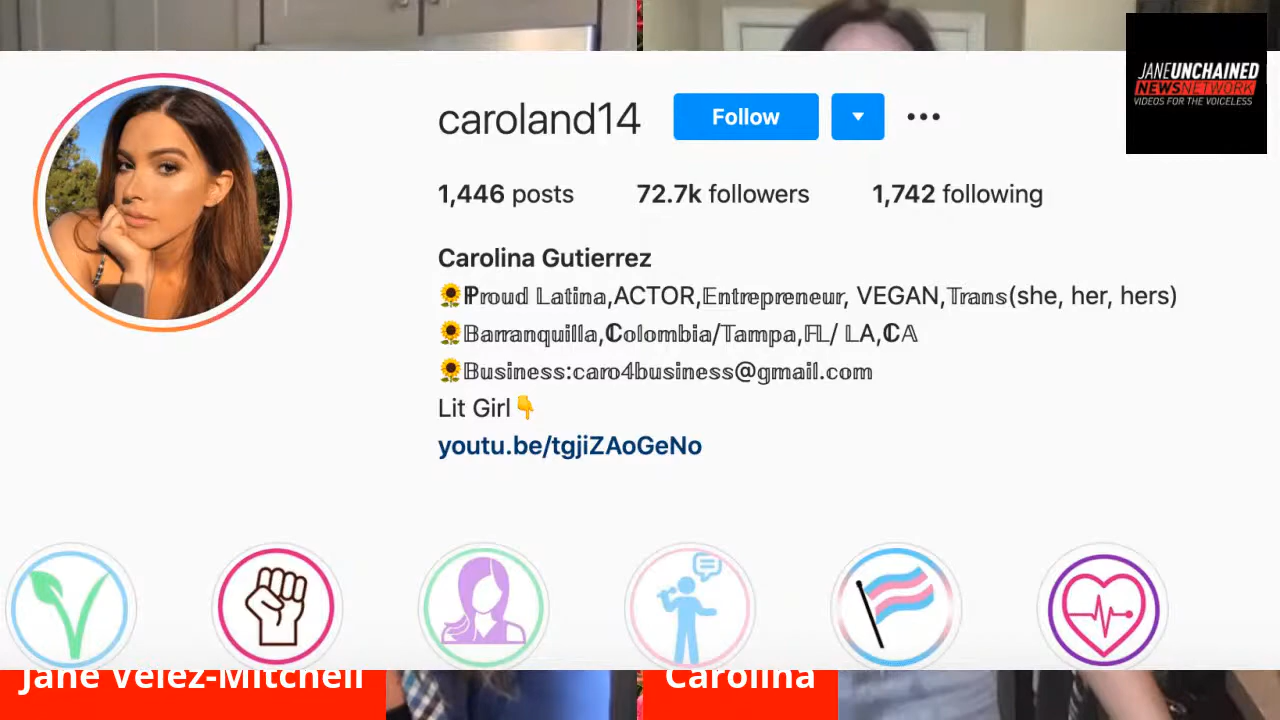 JANEUNCHAINED
NEWSNETWORK
VIDEOS FOR THE VOICELESS
caroland14
Follow
1,446 posts
72.7k followers
1,742 following
Carolina Gutierrez
🌻ℙroud 𝕃atina,ACTOR,𝔼ntrepreneur, VEGAN,𝕋rans(she, her, hers)
🌻𝔹arranquilla,ℂolombia/𝕋ampa,𝔽𝕃/ 𝕃A,ℂ𝔸
🌻𝔹usiness:caro4business@gmail.com
Lit Girl👇
youtu.be/tgjiZAoGeNo
Jane Velez-Mitchell
Carolina